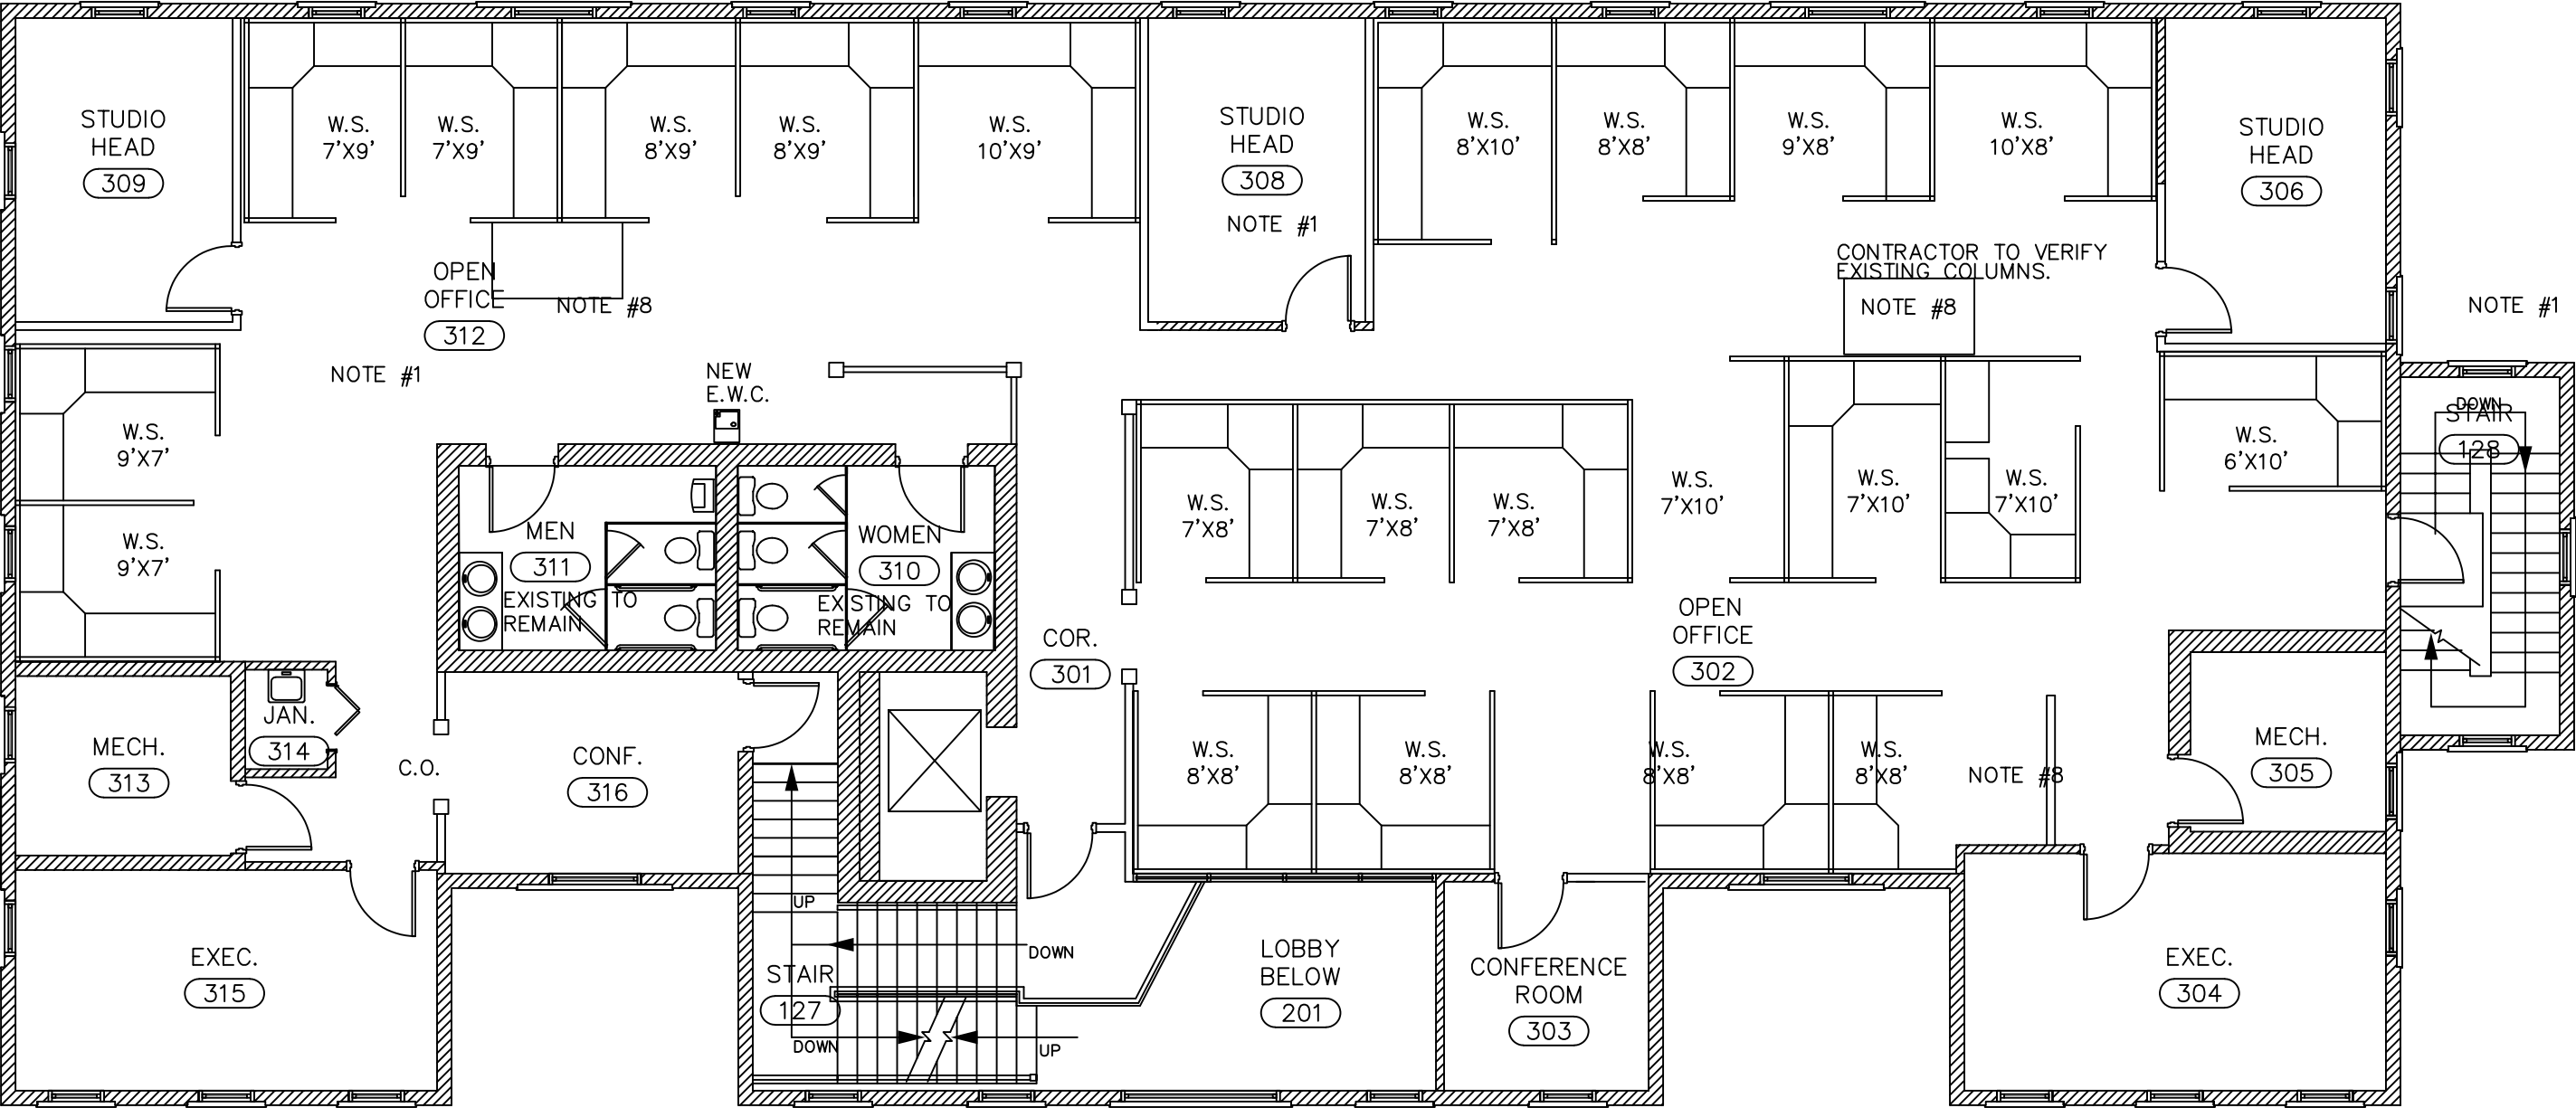 STUDIO
HEAD
309
W.S.
7'X9'
W.S.
7'X9'
W.S.
8'X9'
W.S.
8'X9'
W.S.
10'X9'
STUDIO
HEAD
308
NOTE #1
W.S.
8'X10'
W.S.
8'X8'
W.S.
9'X8'
W.S.
10'X8'
STUDIO
HEAD
306
OPEN
OFFICE
312
NOTE #8
CONTRACTOR TO VERIFY
EXISTING COLUMNS.
NOTE #8
NOTE #1
NOTE #1
NEW
E.W.C.
W.S.
9'X7'
W.S.
9'X7'
MEN
311
EXISTING TO
REMAIN
WOMEN
310
EXISTING TO
REMAIN
W.S.
7'X8'
W.S.
7'X8'
W.S.
7'X8'
W.S.
7'X10'
W.S.
7'X10'
W.S.
7'X10'
W.S.
6'X10'
DOWN
STAIR
128
COR.
301
OPEN
OFFICE
302
JAN.
314
MECH.
313
C.O.
CONF.
316
W.S.
8'X8'
W.S.
8'X8'
W.S.
8'X8'
W.S.
8'X8'
NOTE #8
MECH.
305
UP
EXEC.
315
STAIR
127
DOWN
DOWN
UP
LOBBY
BELOW
201
CONFERENCE
ROOM
303
EXEC.
304